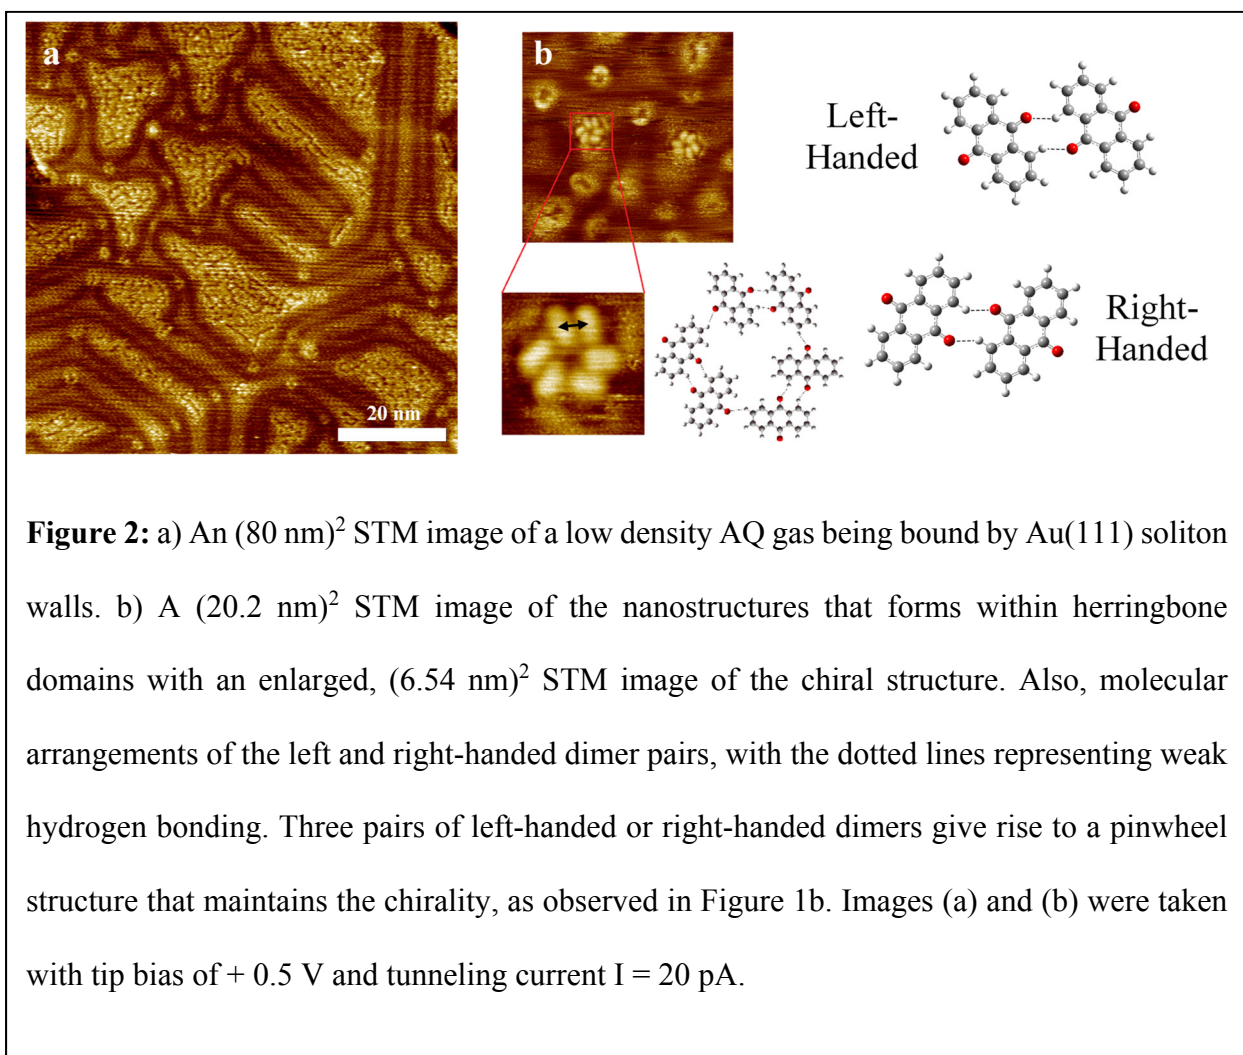 a
b
20 nm
Left-
Handed
Right-
Handed
Figure 2: a) An (80 nm)² STM image of a low density AQ gas being bound by Au(111) soliton
walls. b) A (20.2 nm)² STM image of the nanostructures that forms within herringbone
domains with an enlarged, (6.54 nm)² STM image of the chiral structure. Also, molecular
arrangements of the left and right-handed dimer pairs, with the dotted lines representing weak
hydrogen bonding. Three pairs of left-handed or right-handed dimers give rise to a pinwheel
structure that maintains the chirality, as observed in Figure 1b. Images (a) and (b) were taken
with tip bias of + 0.5 V and tunneling current I = 20 pA.